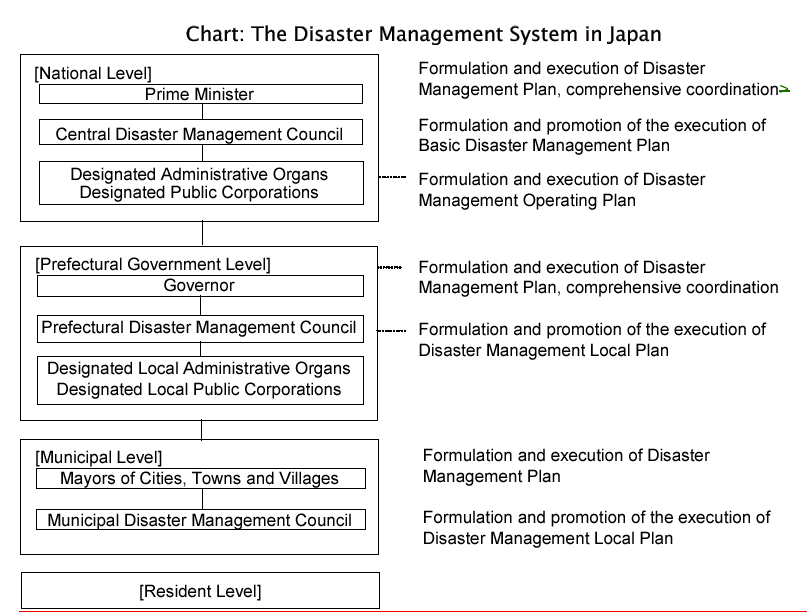 Chart: The Disaster Management System in Japan
[National Level]
Prime Minister
Central Disaster Management Council
Designated Administrative Organs
Designated Public Corporations
Formulation and execution of Disaster
Management Plan, comprehensive coordination
Formulation and promotion of the execution of
Basic Disaster Management Plan
Formulation and execution of Disaster
Management Operating Plan
[Prefectural Government Level]
Governor
Prefectural Disaster Management Council
Designated Local Administrative Organs
Designated Local Public Corporations
Formulation and execution of Disaster
Management Plan, comprehensive coordination
Formulation and promotion of the execution of
Disaster Management Local Plan
[Municipal Level]
Mayors of Cities, Towns and Villages
Municipal Disaster Management Council
Formulation and execution of Disaster
Management Plan
Formulation and promotion of the execution of
Disaster Management Local Plan
[Resident Level]